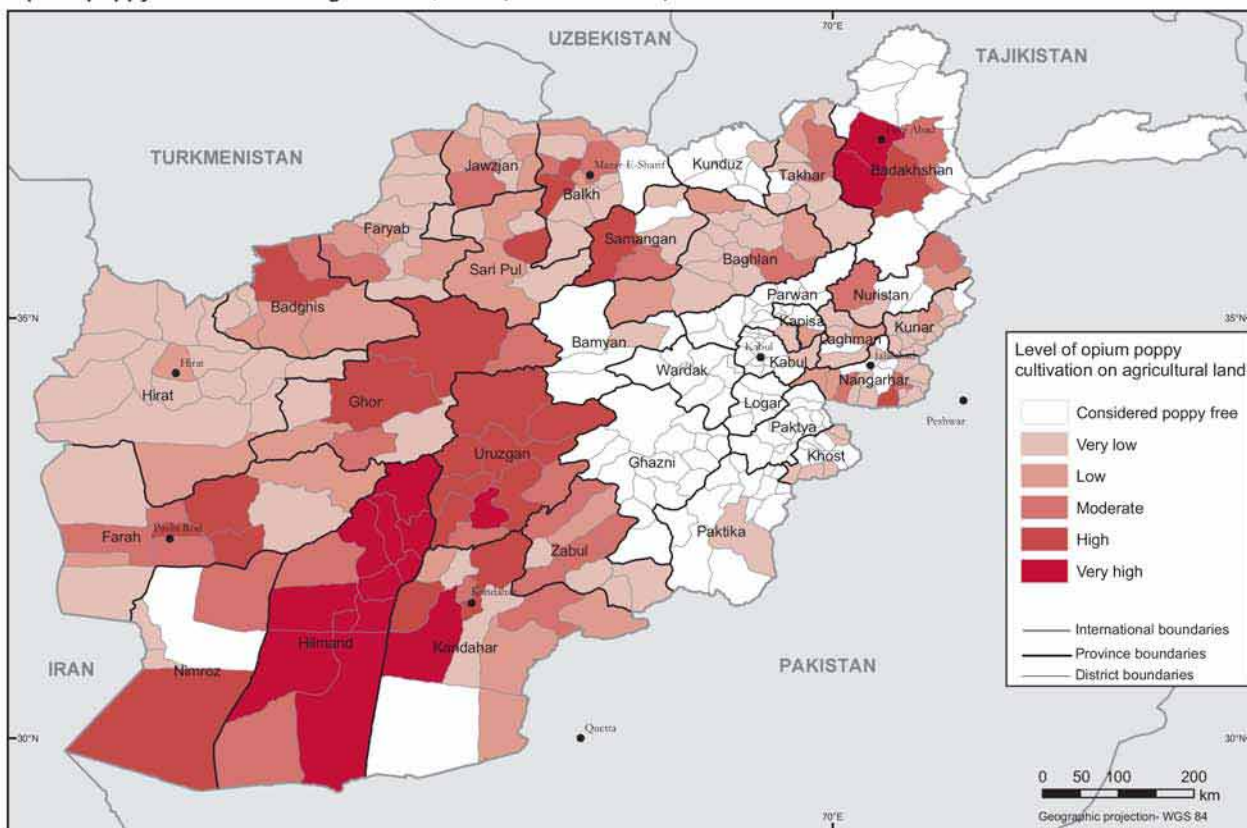 70°E
UZBEKISTAN
TAJIKISTAN
TURKMENISTAN
Faiz Abad
Jawzjan
Mazar-E-Sharif
Kunduz
Takhar
Badakhshan
Balkh
Faryab
Samangan
Sari Pul
Baghlan
Badghis
Parwan
Nuristan
35°N
Kapisa
Kunar
35°N
Bamyan
Laghman
Kabul
Kabul
Hirat
Wardak
Nangarhar
Hirat
Ghor
Logar
Paktya
Peshwar
Uruzgan
Ghazni
Khost
Farah
Zabul
Paktika
Kandahar
Hilmand
Kandahar
IRAN
Nimroz
PAKISTAN
30°N
Quetta
30°N
70°E
Level of opium poppy
cultivation on agricultural land
Considered poppy free
Very low
Low
Moderate
High
Very high
International boundaries
Province boundaries
District boundaries
0 50 100 200
km
Geographic projection- WGS 84